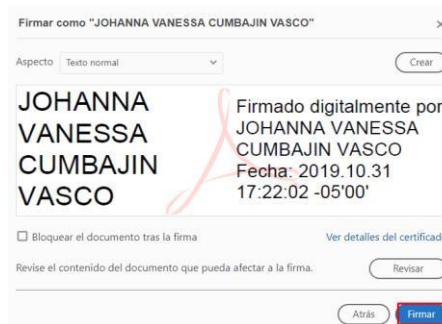 Firmar como "JOHANNA VANESSA CUMBAJIN VASCO"
Aspecto Texto normal Crear
JOHANNA
VANESSA
CUMBAJIN
VASCO
Firmado digitalmente por
JOHANNA VANESSA
CUMBAJIN VASCO
Fecha: 2019.10.31
17:22:02 -05'00'
Bloquear el documento tras la firma
Ver detalles del certificad
Revise el contenido del documento que pueda afectar a la firma.
Revisar
Atrás
Firmar